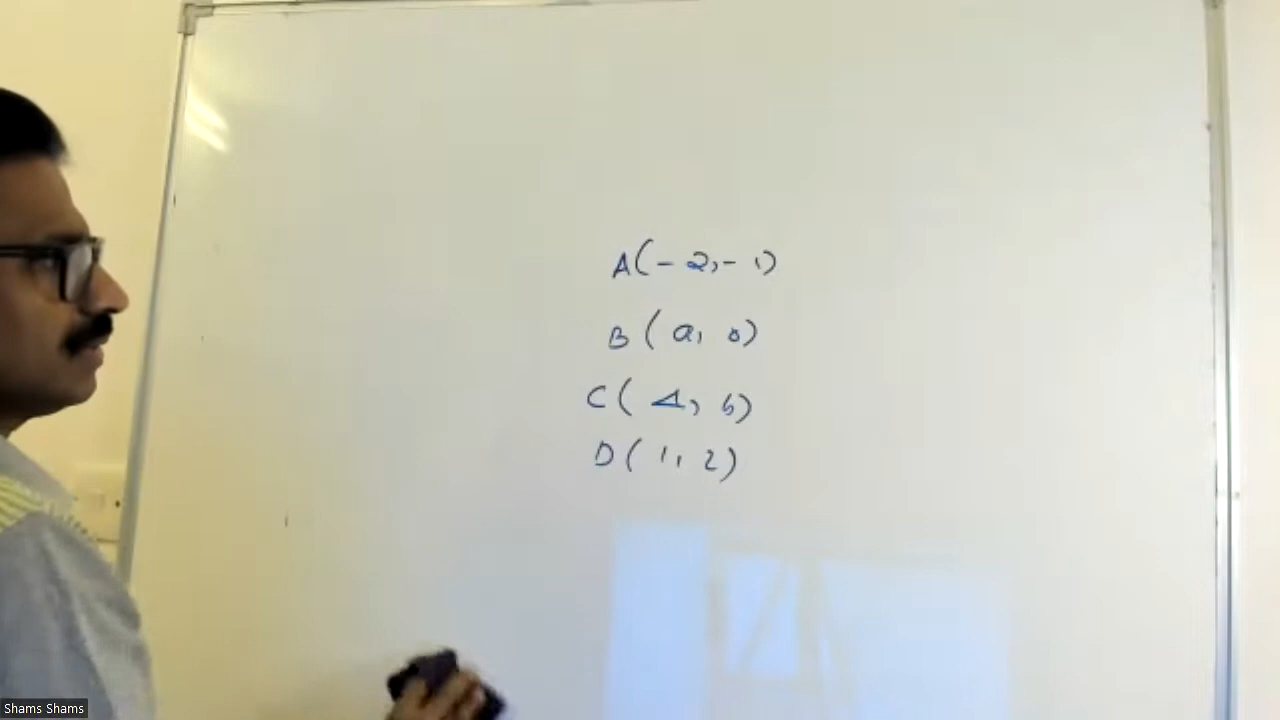 A(-2,-1)
B(a, 0)
C(4, b)
D(1, 2)
Shams Shams